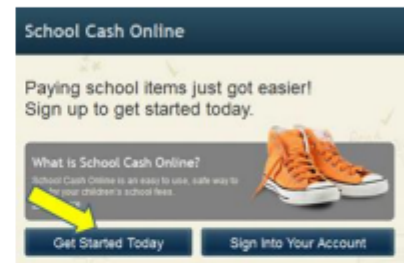 School Cash Online
Paying school items just got easier!
Sign up to get started today.
What is School Cash Online?
School Cash Online is an easy to use, safe way to
for your children's school fees.
Get Started Today
Sign Into Your Account